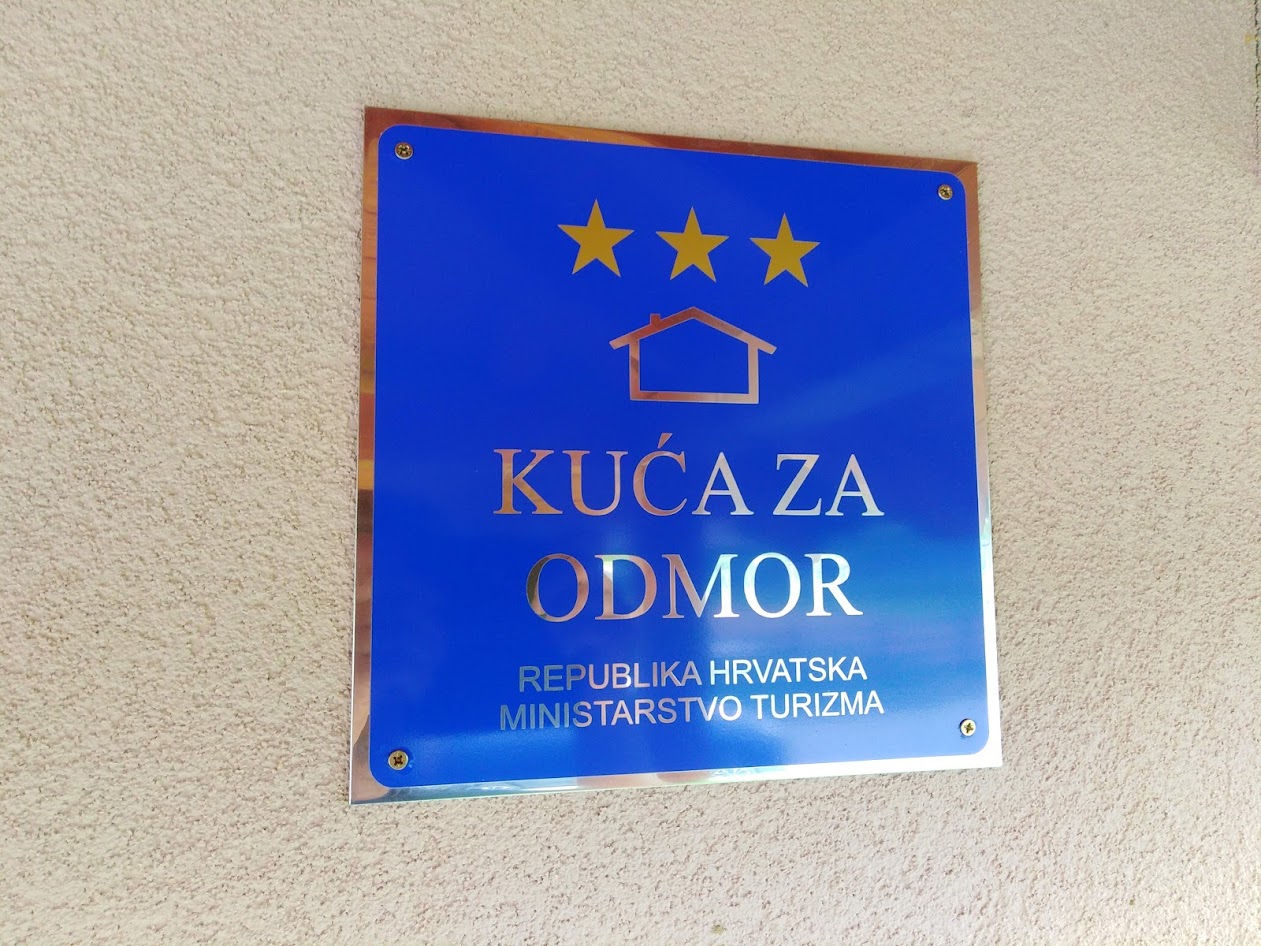 KUĆA ZA
ODMOR
REPUBLIKA HRVATSKA
MINISTARSTVO TURIZMA